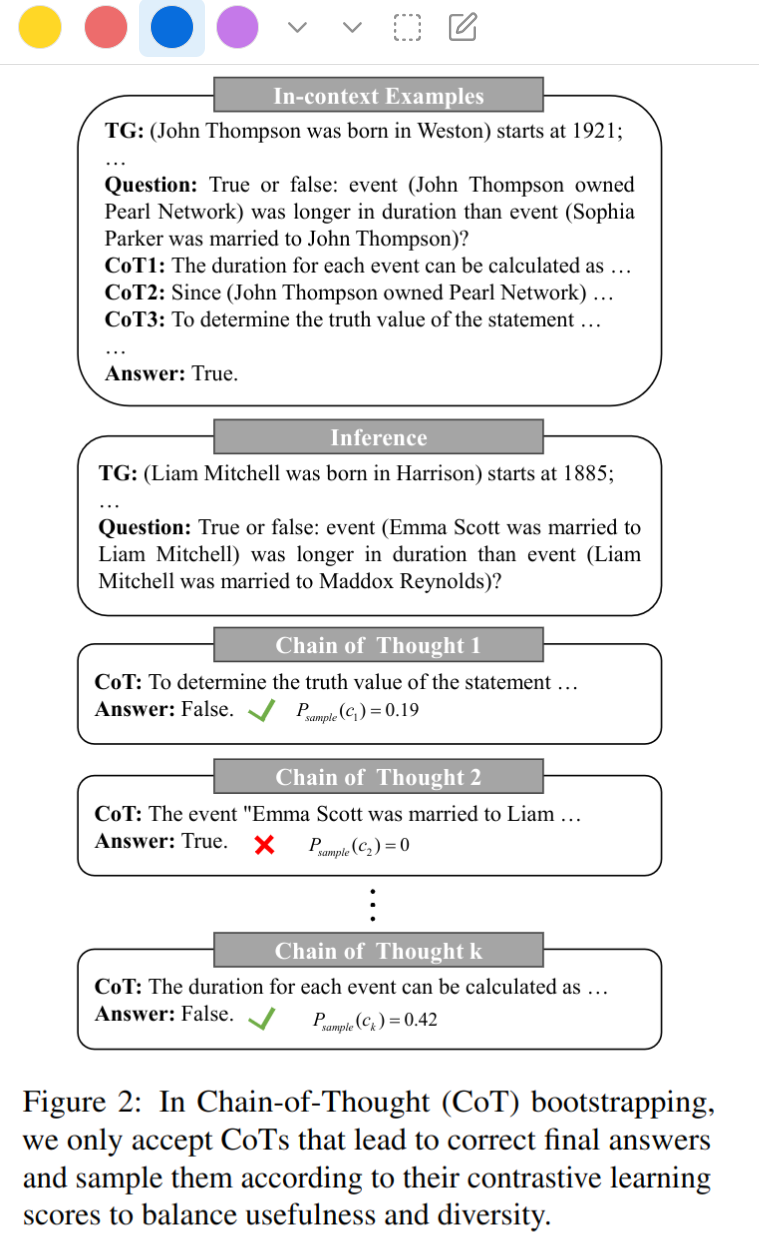 In-context Examples
TG: (John Thompson was born in Weston) starts at 1921;
…
Question: True or false: event (John Thompson owned
Pearl Network) was longer in duration than event (Sophia
Parker was married to John Thompson)?
CoT1: The duration for each event can be calculated as …
CoT2: Since (John Thompson owned Pearl Network) …
CoT3: To determine the truth value of the statement …
…
Answer: True.
Inference
TG: (Liam Mitchell was born in Harrison) starts at 1885;
…
Question: True or false: event (Emma Scott was married to
Liam Mitchell) was longer in duration than event (Liam
Mitchell was married to Maddox Reynolds)?
Chain of Thought 1
CoT: To determine the truth value of the statement …
Answer: False. P_sample(c_1) = 0.19
Chain of Thought 2
CoT: The event "Emma Scott was married to Liam …
Answer: True. P_sample(c_2) = 0
Chain of Thought k
CoT: The duration for each event can be calculated as …
Answer: False. P_sample(c_k) = 0.42
Figure 2: In Chain-of-Thought (CoT) bootstrapping,
we only accept CoTs that lead to correct final answers
and sample them according to their contrastive learning
scores to balance usefulness and diversity.